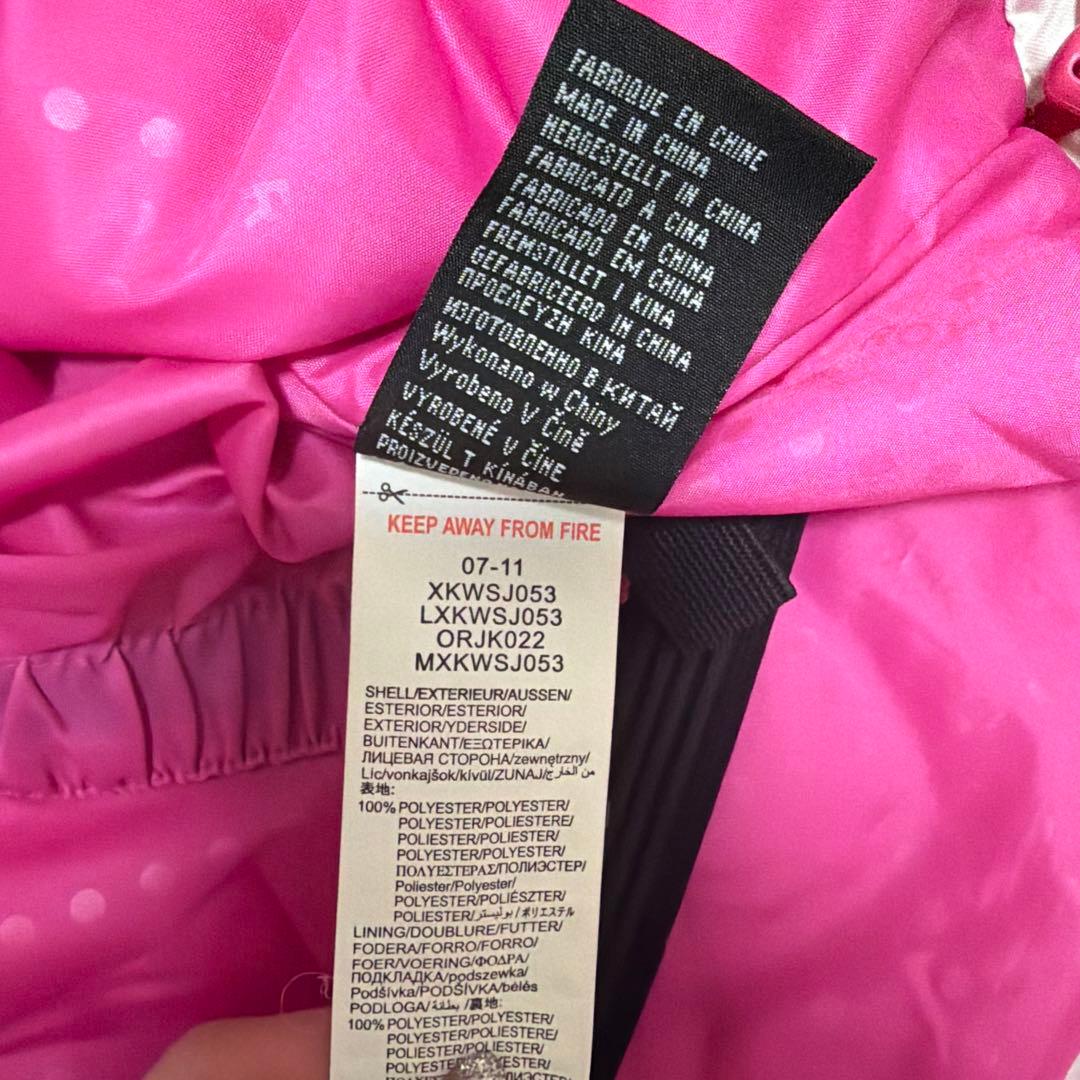 FABRIQUE EN CHINE
MADE IN CHINA
HERGESTELLT IN CHINA
FABRICATO À CINA
FABRICADO EN CHINA
FABRICADO EM CHINA
FREMSTILLET I KINA
GEFABRICEERD IN CHINA
ΠΡΟΕΛΕΥΖΗ ΚΙΝΑ
ИЗГОТОВЛЕННО В КИТАЙ
Wykonano w Chiny
Vyrobeno V Číně
VYROBENÉ V ČÍNE
KÉSZÜL T KÍNÁBAN
KEEP AWAY FROM FIRE
07-11
XKWSJ053
LXKWSJ053
ORJK022
MXKWSJ053
SHELL/EXTERIEUR/AUSSEN/
ESTERIOR/ESTERIOR/
EXTERIOR/YDERSIDE/
BUITENKANT/ΕΞΩΤΕΡΙΚΑ/
ЛИЦЕВАЯ СТОРОНА/zewnętrzny/
Líc/vonkajšok/kívül/ZUNAJ/من الخارج
表地:
100% POLYESTER/POLYESTER/
POLYESTER/POLIESTERE/
POLIESTER/POLIESTER/
POLYESTER/POLYESTER/
ΠΟΛΥΕΣΤΕΡΑΣ/ПОЛИЭСТЕР/
Poliester/Polyester/
POLYESTER/POLIÉSZTER/
POLIESTER/بوليستر/ポリエステル
LINING/DOUBLURE/FUTTER/
FODERA/FORRO/FORRO/
FOER/VOERING/ΦΟΔΡΑ/
ПОДКЛАДКА/podszewka/
Podšívka/PODŠÍVKA/bélés
PODLOGA/بطانة/裏地:
100% POLYESTER/POLYESTER/
POLYESTER/POLIESTERE/
POLIESTER/POLIESTER/